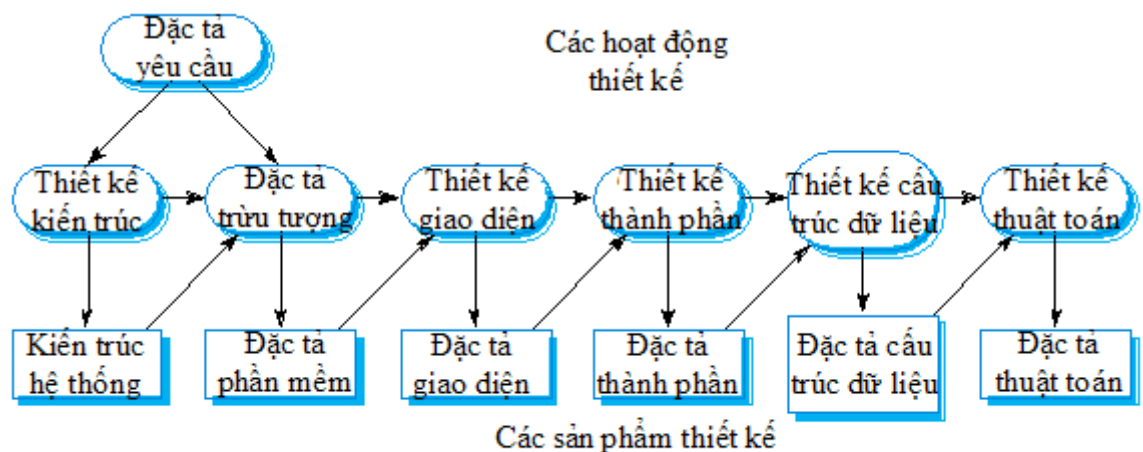 Đặc tả
yêu cầu
Các hoạt động
thiết kế
Thiết kế
kiến trúc
Đặc tả
trừu tượng
Thiết kế
giao diện
Thiết kế
thành phần
Thiết kế cấu
trúc dữ liệu
Thiết kế
thuật toán
Kiến trúc
hệ thống
Đặc tả
phần mềm
Đặc tả
giao diện
Đặc tả
thành phần
Đặc tả cấu
trúc dữ liệu
Đặc tả
thuật toán
Các sản phẩm thiết kế